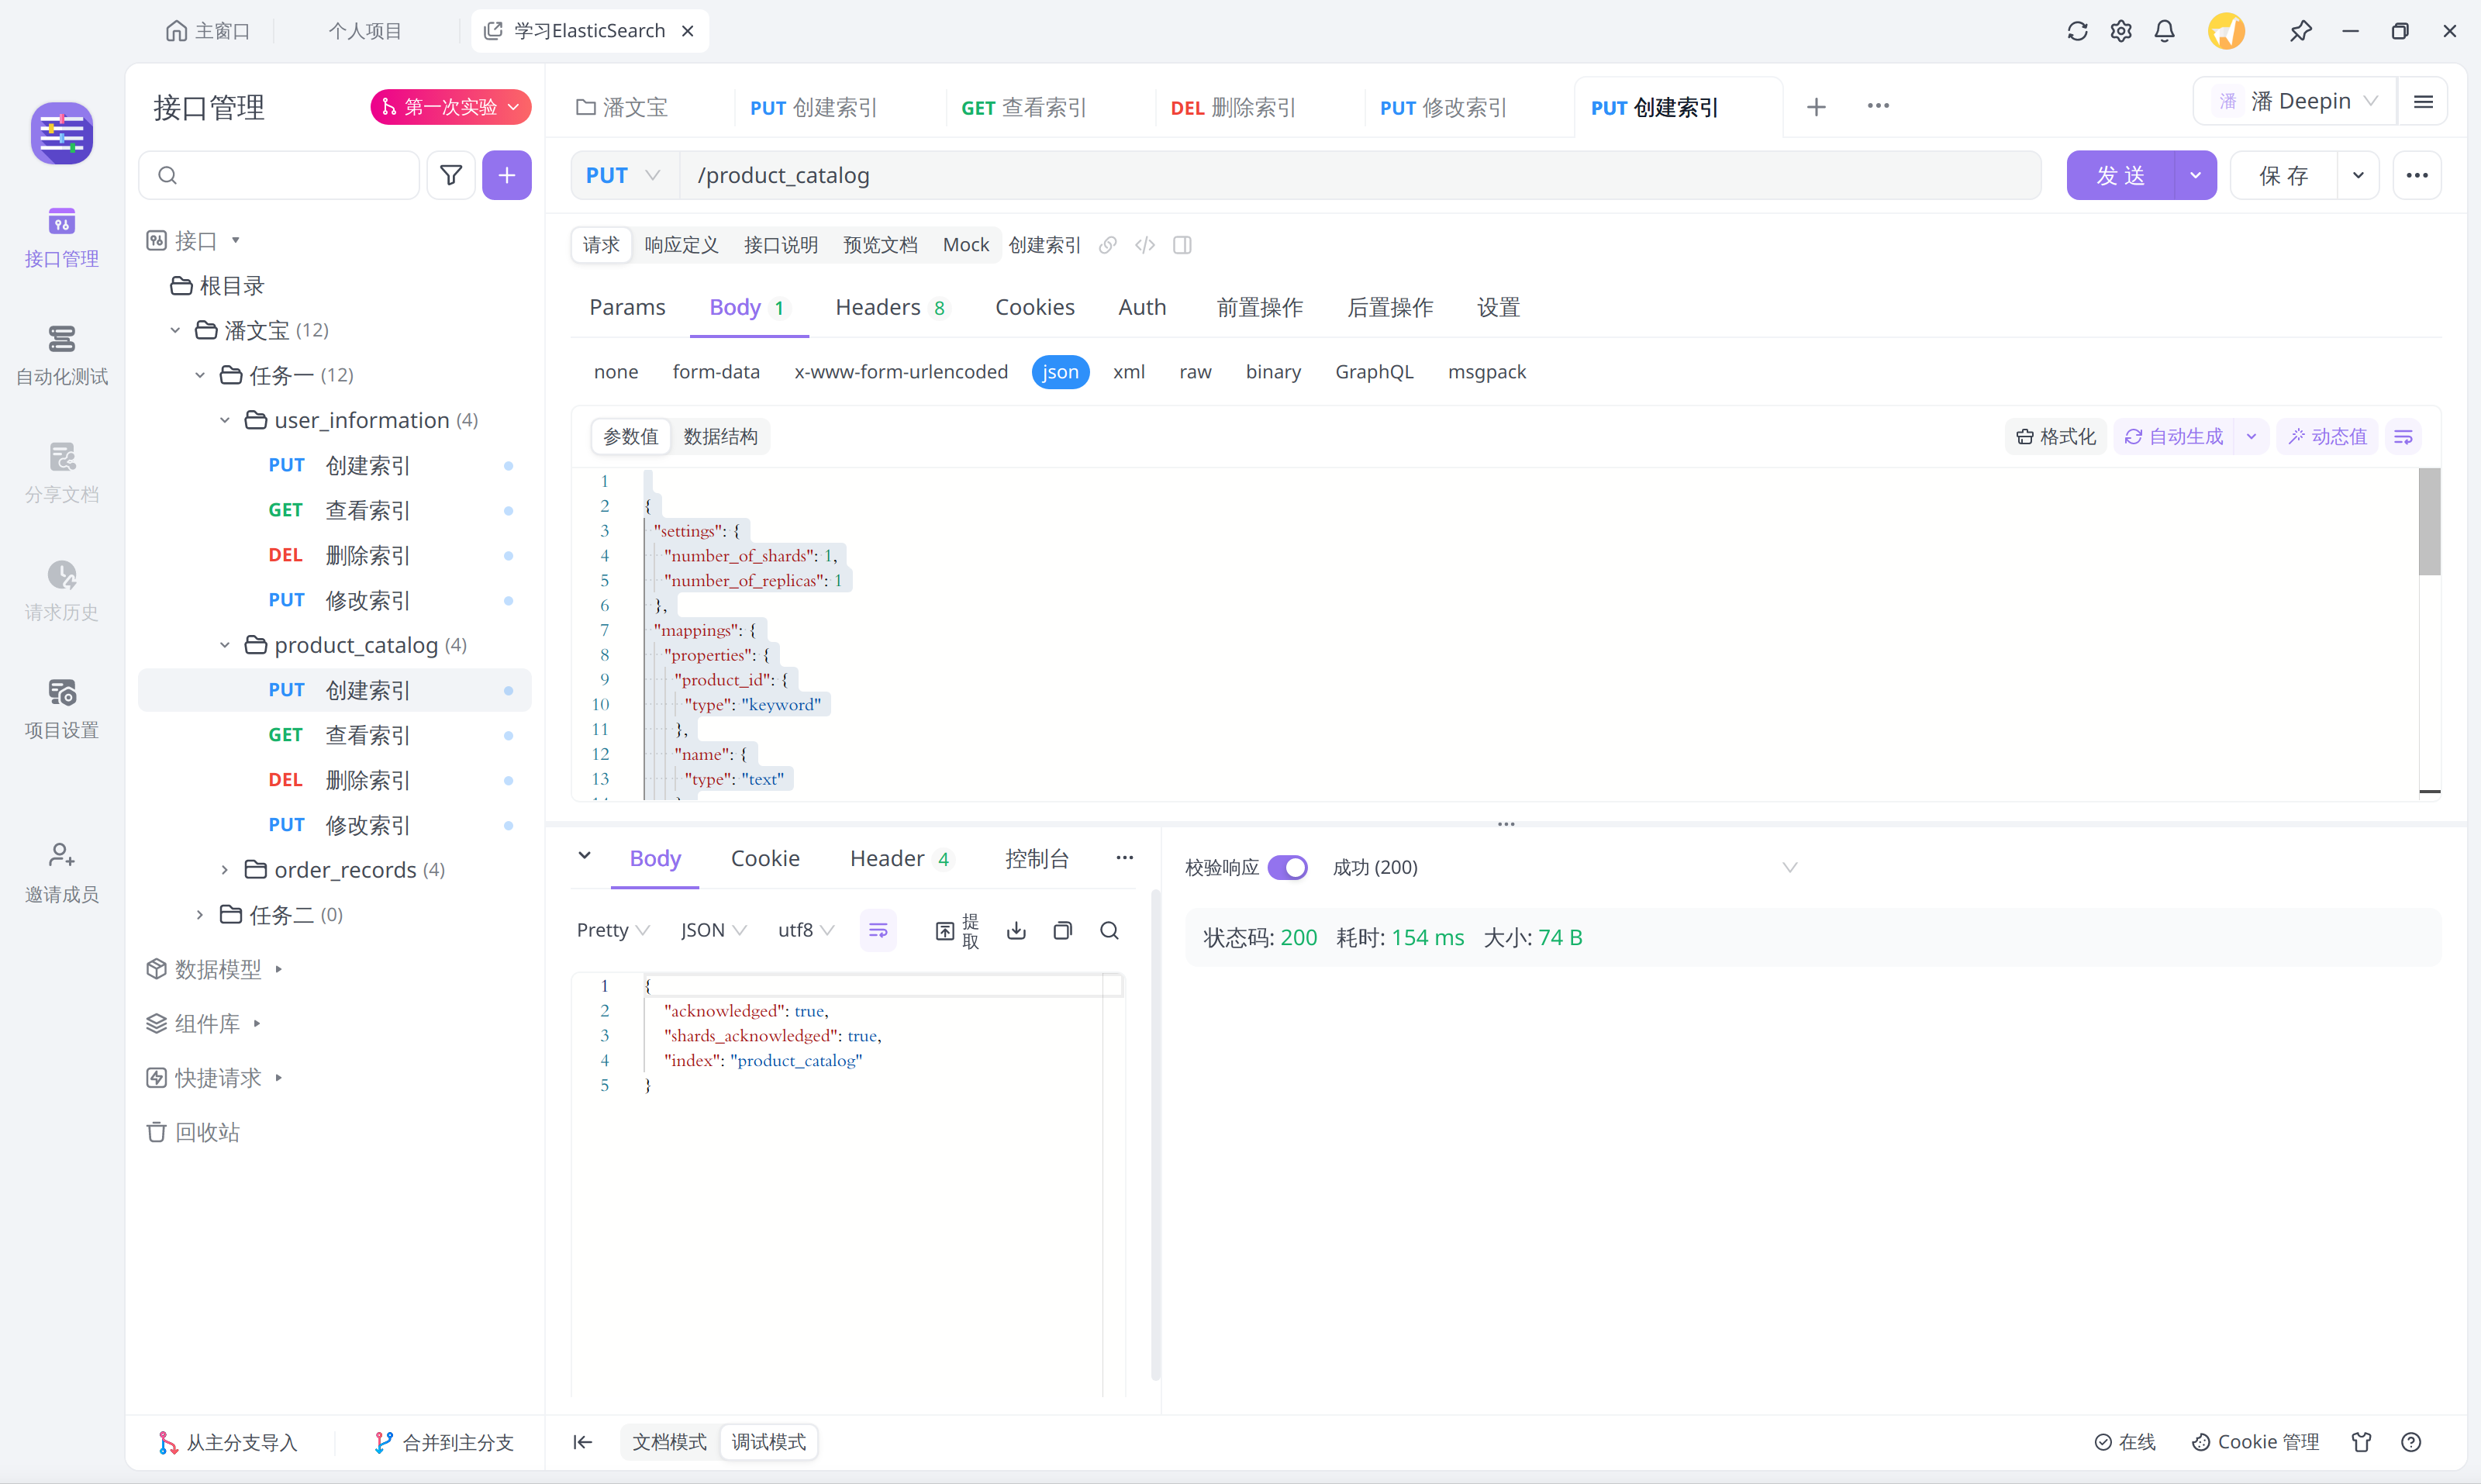 主窗口
个人项目
学习ElasticSearch
接口管理
自动化测试
分享文档
请求历史
项目设置
邀请成员
接口管理
第一次实验
接口
根目录
潘文宝 (12)
任务一 (12)
user_information (4)
PUT 创建索引
GET 查看索引
DEL 删除索引
PUT 修改索引
product_catalog (4)
PUT 创建索引
GET 查看索引
DEL 删除索引
PUT 修改索引
order_records (4)
任务二 (0)
数据模型
组件库
快捷请求
回收站
从主分支导入
合并到主分支
潘文宝
PUT 创建索引
GET 查看索引
DEL 删除索引
PUT 修改索引
PUT 创建索引
潘 潘 Deepin
PUT /product_catalog
发 送
保 存
请求 响应定义 接口说明 预览文档 Mock 创建索引
Params Body 1 Headers 8 Cookies Auth 前置操作 后置操作 设置
none form-data x-www-form-urlencoded json xml raw binary GraphQL msgpack
参数值 数据结构
格式化 自动生成 动态值
1
2 {
3 "settings": {
4 "number_of_shards": 1,
5 "number_of_replicas": 1
6 },
7 "mappings": {
8 "properties": {
9 "product_id": {
10 "type": "keyword"
11 },
12 "name": {
13 "type": "text"
Body Cookie Header 4 控制台
Pretty JSON utf8 提取
1 {
2 "acknowledged": true,
3 "shards_acknowledged": true,
4 "index": "product_catalog"
5 }
校验响应 成功 (200)
状态码: 200 耗时: 154 ms 大小: 74 B
文档模式 调试模式
在线 Cookie 管理